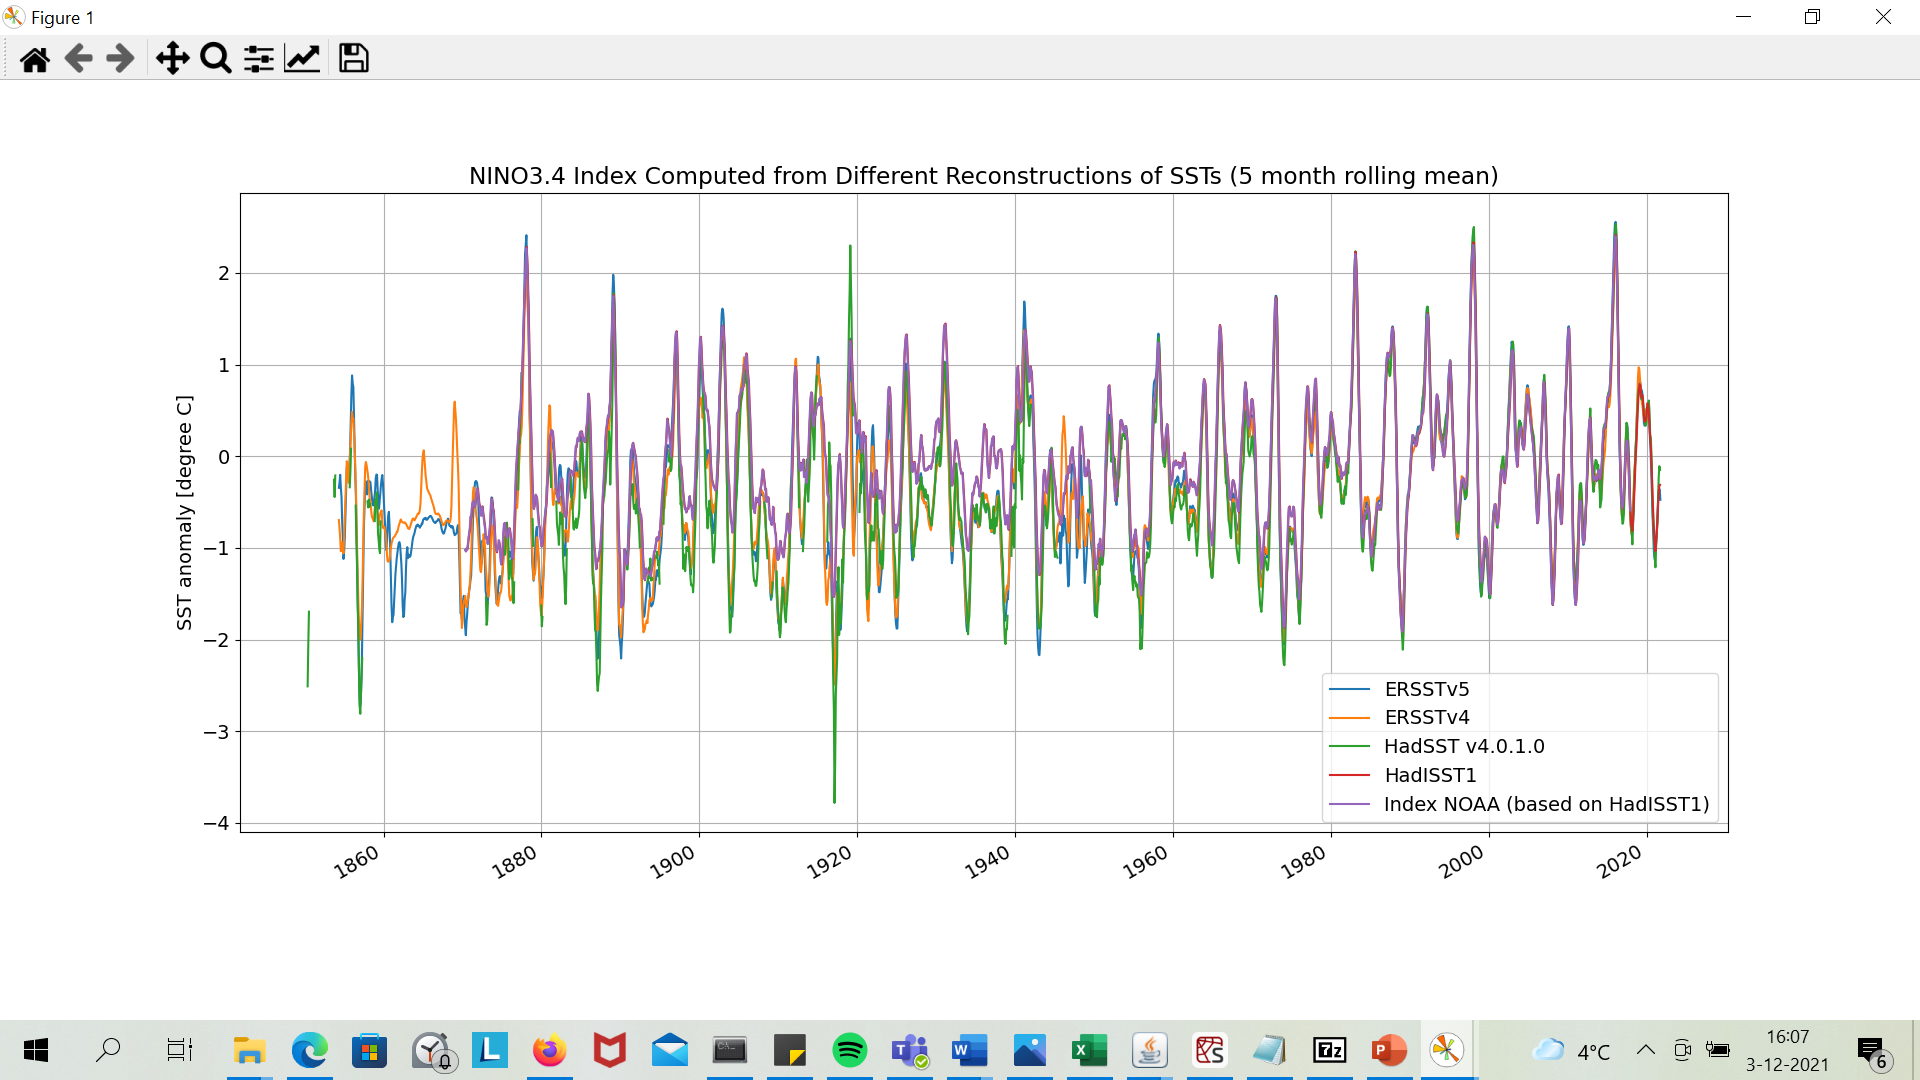 Figure 1
NINO3.4 Index Computed from Different Reconstructions of SSTs (5 month rolling mean)
SST anomaly [degree C]
2
1
0
−1
−2
−3
−4
1860
1880
1900
1920
1940
1960
1980
2000
2020
ERSSTv5
ERSSTv4
HadSST v4.0.1.0
HadISST1
Index NOAA (based on HadISST1)
L
C:\_
T
W
X
S
7z
P
4°C
16:07
3-12-2021
6